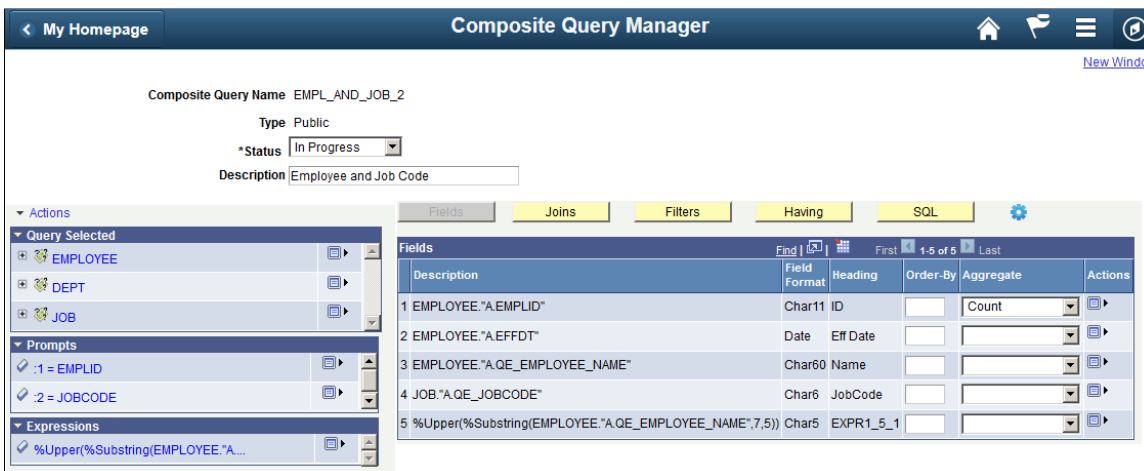 My Homepage
Composite Query Manager
New Windo
Composite Query Name EMPL_AND_JOB_2
Type Public
*Status In Progress
Description Employee and Job Code
Actions
Fields Joins Filters Having SQL
Query Selected
EMPLOYEE
DEPT
JOB
Prompts
:1 = EMPLID
:2 = JOBCODE
Expressions
%Upper(%Substring(EMPLOYEE."A....
Fields Find | | First 1-5 of 5 Last
Description Field Format Heading Order-By Aggregate Actions
1 EMPLOYEE."A.EMPLID" Char11 ID Count
2 EMPLOYEE."A.EFFDT" Date Eff Date
3 EMPLOYEE."A.QE_EMPLOYEE_NAME" Char60 Name
4 JOB."A.QE_JOBCODE" Char6 JobCode
5 %Upper(%Substring(EMPLOYEE."A.QE_EMPLOYEE_NAME",7,5)) Char5 EXPR1_5_1